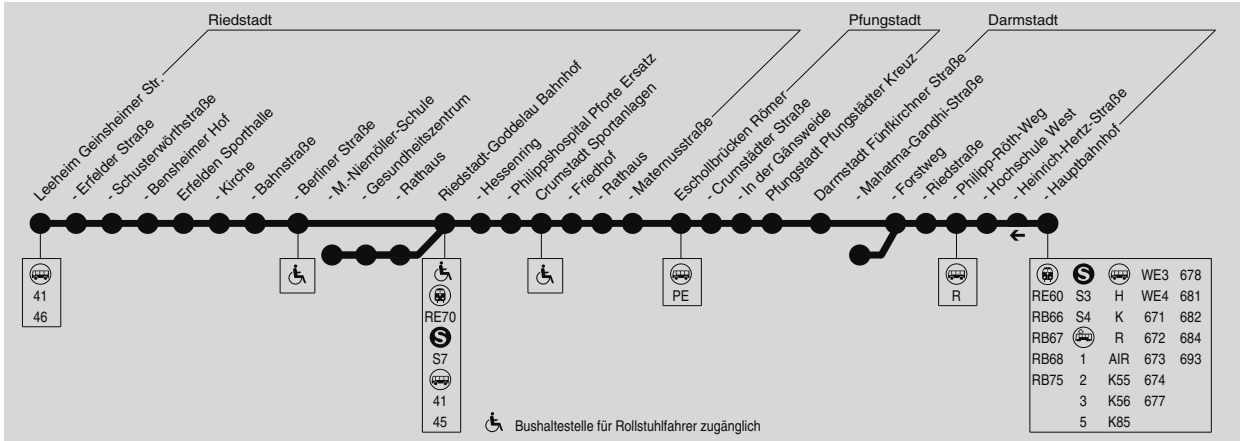 Riedstadt
Pfungstadt
Darmstadt
Leeheim Geinsheimer Str.
- Erfelder Straße
- Schusterwörthstraße
- Bensheimer Hof
Erfelden Sporthalle
- Kirche
- Bahnstraße
- Berliner Straße
- M.-Niemöller-Schule
- Gesundheitszentrum
- Rathaus
Riedstadt-Goddelau Bahnhof
- Hessenring
- Philippshospital Pforte Ersatz
Crumstadt Sportanlagen
- Friedhof
- Rathaus
- Maternusstraße
Eschollbrücken Römer
- Crumstädter Straße
- In der Gänsweide
Pfungstadt Pfungstädter Kreuz
Darmstadt Fünfkirchner Straße
- Mahatma-Gandhi-Straße
- Forstweg
- Riedstraße
- Philipp-Röth-Weg
- Hochschule West
- Heinrich-Hertz-Straße
- Hauptbahnhof
41
46
RE70
S
S7
41
45
PE
R
S WE3 678
RE60 S3 H WE4 681
RB66 S4 K 671 682
RB67 R 672 684
RB68 1 AIR 673 693
RB75 2 K55 674
3 K56 677
5 K85
Bushaltestelle für Rollstuhlfahrer zugänglich